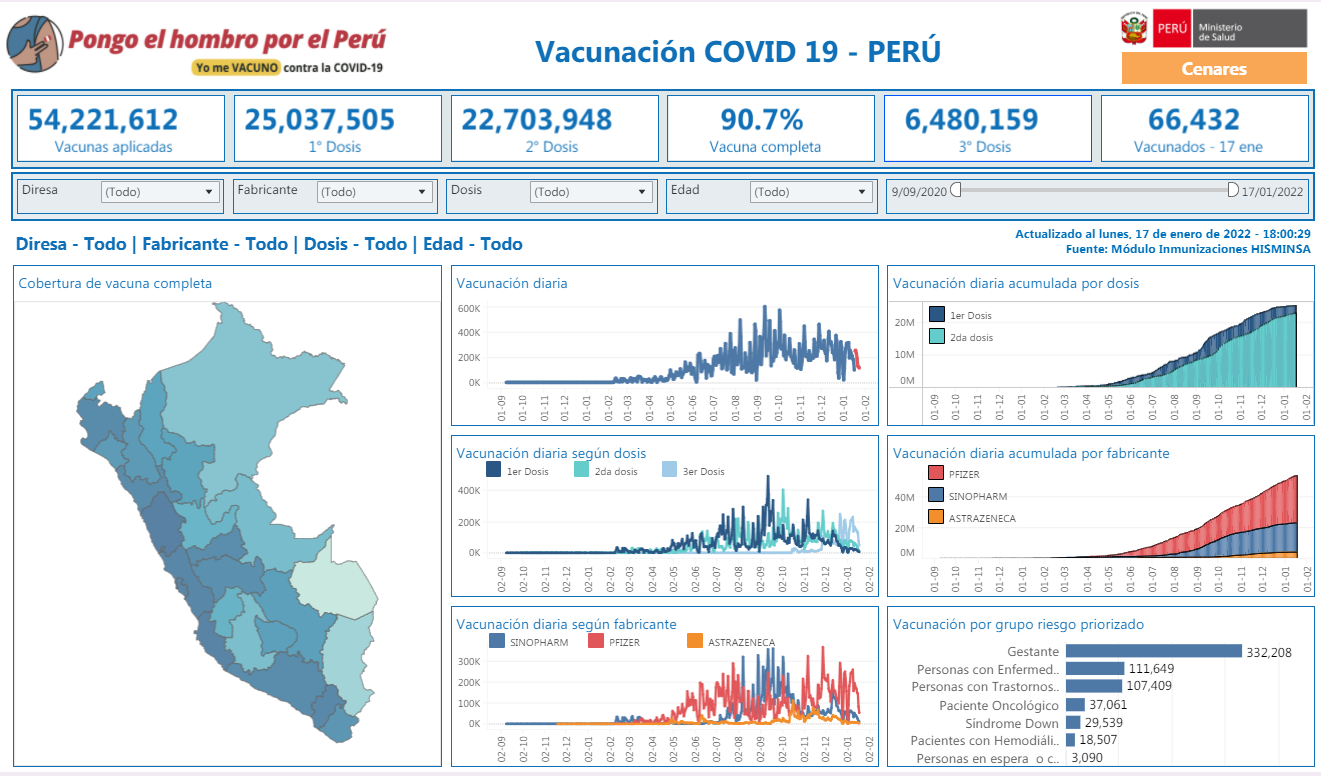 Pongo el hombro por el Perú
Yo me VACUNO contra la COVID-19
Vacunación COVID 19 - PERÚ
PERÚ
Ministerio
de Salud
Cenares
54,221,612
Vacunas aplicadas
25,037,505
1° Dosis
22,703,948
2° Dosis
90.7%
Vacuna completa
6,480,159
3° Dosis
66,432
Vacunados - 17 ene
Diresa (Todo)
Fabricante (Todo)
Dosis (Todo)
Edad (Todo)
9/09/2020 17/01/2022
Diresa - Todo | Fabricante - Todo | Dosis - Todo | Edad - Todo
Actualizado al lunes, 17 de enero de 2022 - 18:00:29
Fuente: Módulo Inmunizaciones HISMINSA
Cobertura de vacuna completa
Vacunación diaria
600K
400K
200K
0K
01-09 01-10 01-11 01-12 01-01 01-02 01-03 01-04 01-05 01-06 01-07 01-08 01-09 01-10 01-11 01-12 01-01 01-02
Vacunación diaria acumulada por dosis
1er Dosis
2da dosis
20M
10M
0M
01-09 01-10 01-11 01-12 01-01 01-02 01-03 01-04 01-05 01-06 01-07 01-08 01-09 01-10 01-11 01-12 01-01 01-02
Vacunación diaria según dosis
1er Dosis 2da dosis 3er Dosis
400K
200K
0K
02-09 02-10 02-11 02-12 02-01 02-02 02-03 02-04 02-05 02-06 02-07 02-08 02-09 02-10 02-11 02-12 02-01 02-02
Vacunación diaria acumulada por fabricante
PFIZER
SINOPHARM
ASTRAZENECA
40M
20M
0M
01-09 01-10 01-11 01-12 01-01 01-02 01-03 01-04 01-05 01-06 01-07 01-08 01-09 01-10 01-11 01-12 01-01 01-02
Vacunación diaria según fabricante
SINOPHARM PFIZER ASTRAZENECA
300K
200K
100K
0K
02-09 02-10 02-11 02-12 02-01 02-02 02-03 02-04 02-05 02-06 02-07 02-08 02-09 02-10 02-11 02-12 02-01 02-02
Vacunación por grupo riesgo priorizado
Gestante 332,208
Personas con Enfermed.. 111,649
Personas con Trastornos.. 107,409
Paciente Oncológico 37,061
Síndrome Down 29,539
Pacientes con Hemodiáli.. 18,507
Personas en espera o c.. 3,090